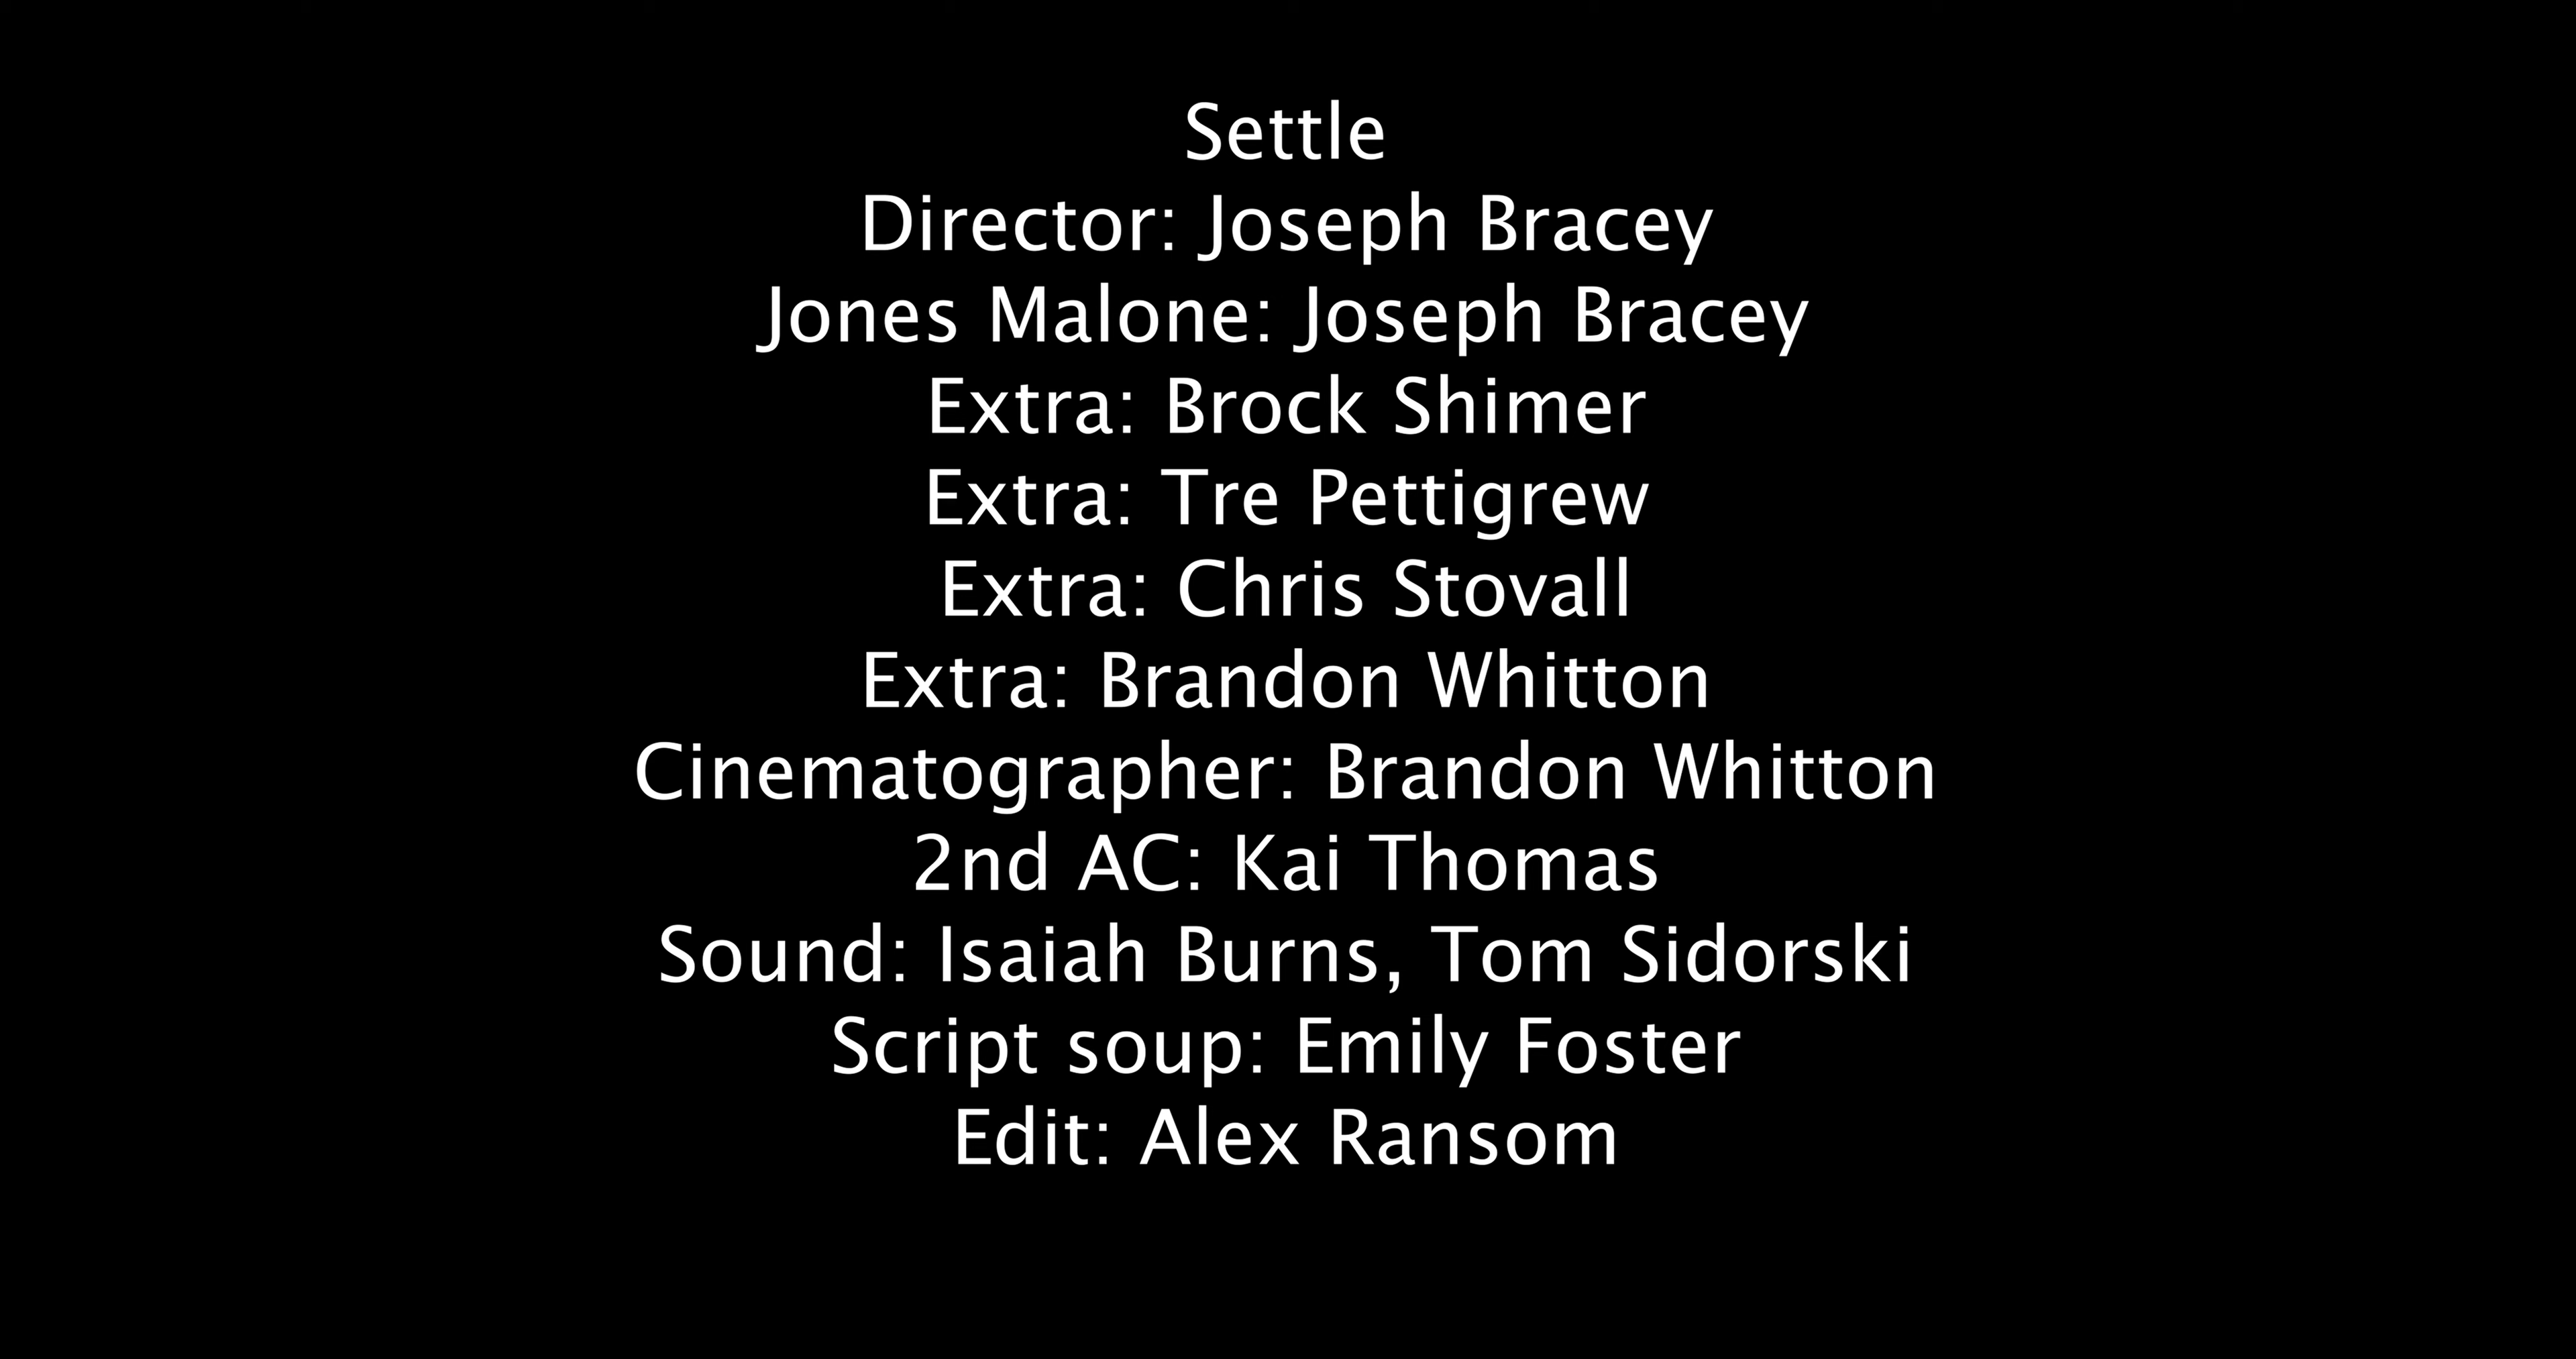 Settle
Director: Joseph Bracey
Jones Malone: Joseph Bracey
Extra: Brock Shimer
Extra: Tre Pettigrew
Extra: Chris Stovall
Extra: Brandon Whitton
Cinematographer: Brandon Whitton
2nd AC: Kai Thomas
Sound: Isaiah Burns, Tom Sidorski
Script soup: Emily Foster
Edit: Alex Ransom